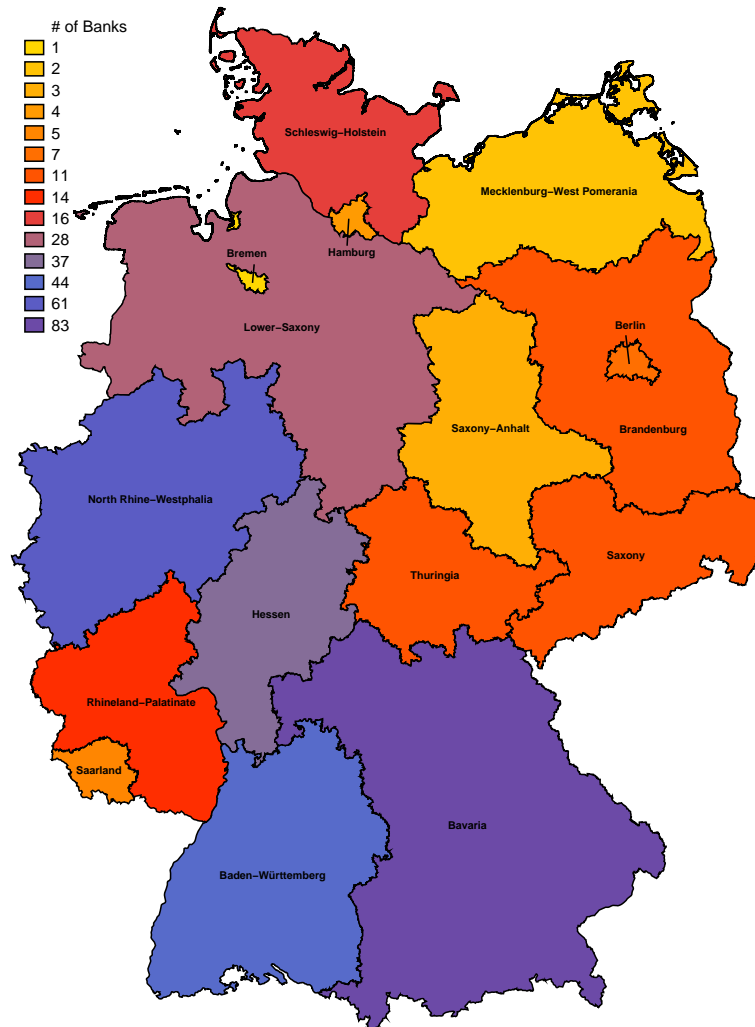 # of Banks
1
2
3
4
5
7
11
14
16
28
37
44
61
83
Schleswig−Holstein
Mecklenburg−West Pomerania
Hamburg
Bremen
Lower−Saxony
Berlin
Brandenburg
Saxony−Anhalt
North Rhine−Westphalia
Saxony
Thuringia
Hessen
Rhineland−Palatinate
Saarland
Bavaria
Baden−Württemberg